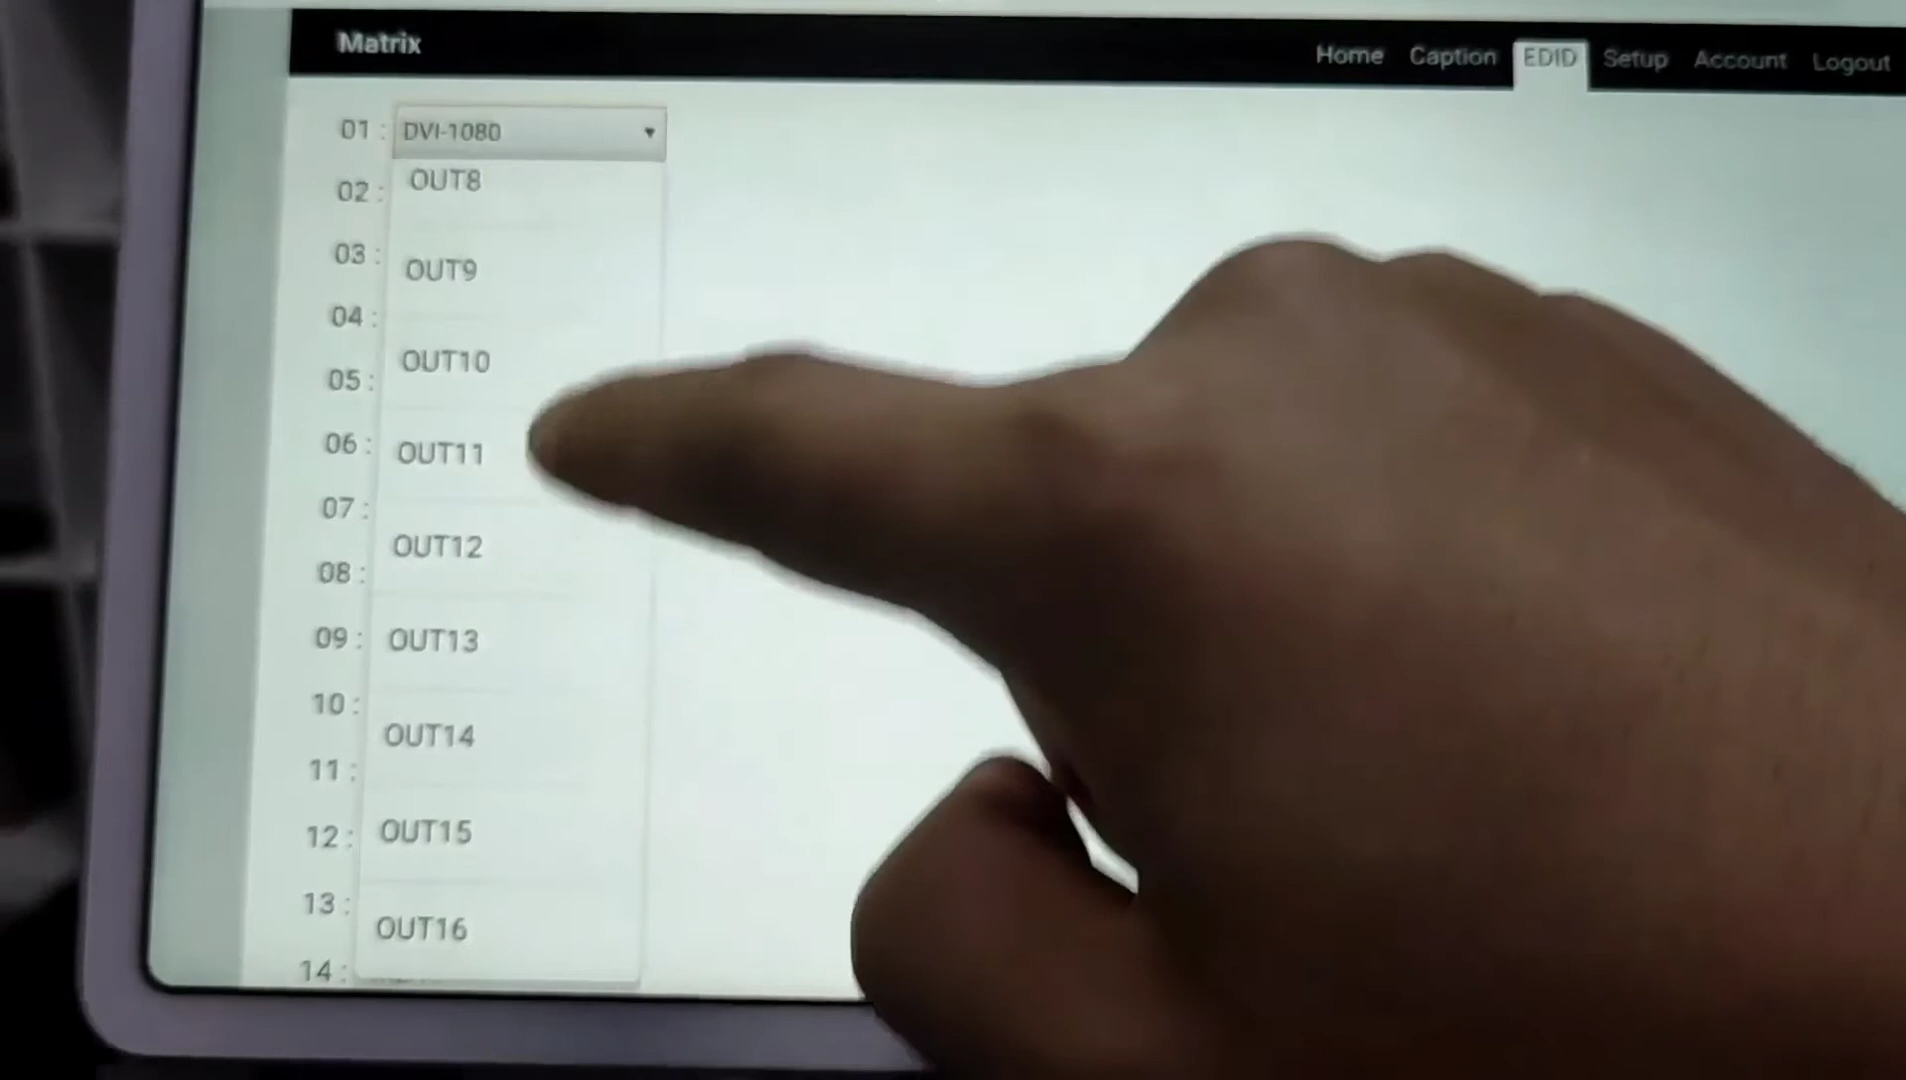 Matrix
Home Caption EDID Setup Account Logout
01 : DVI-1080
OUT8
02 :
03 : OUT9
04 :
OUT10
05 :
06 : OUT11
07 :
OUT12
08 :
09 : OUT13
10 :
OUT14
11 :
12 : OUT15
13 :
OUT16
14 :